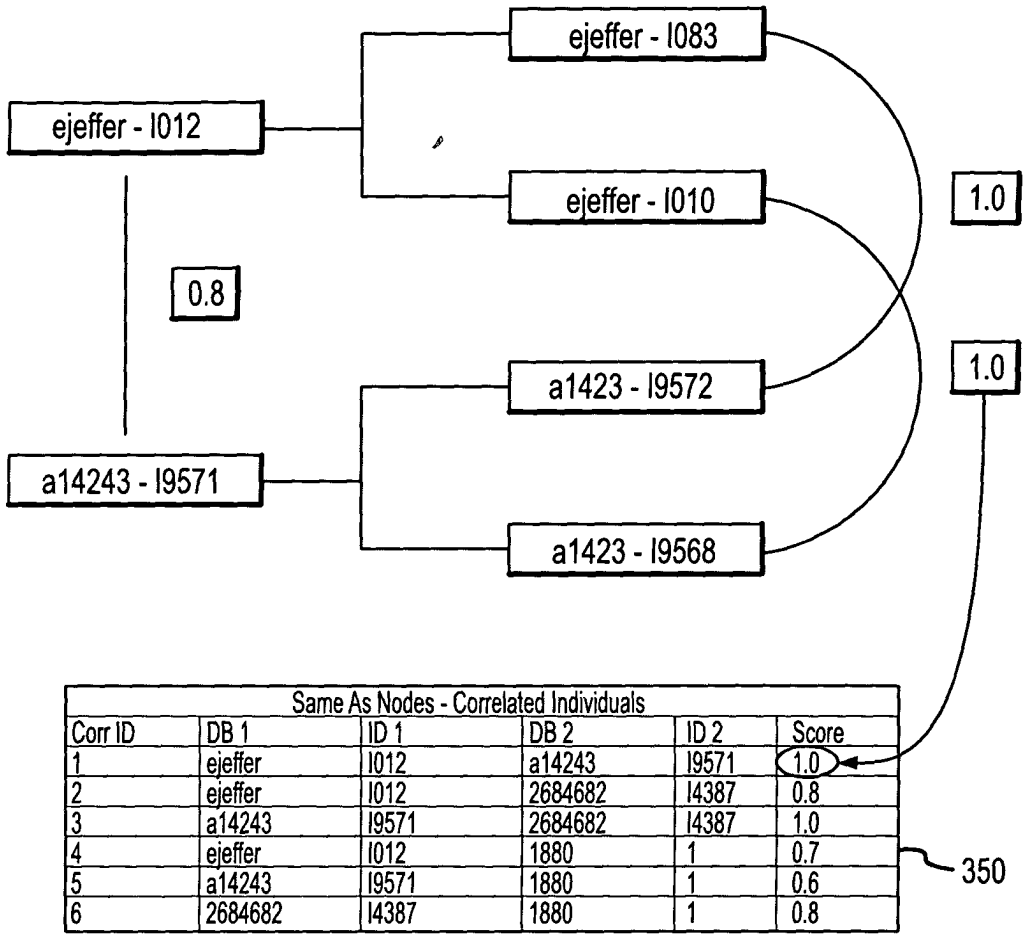 ejeffer - I083
ejeffer - I012
ejeffer - I010
1.0
0.8
1.0
a1423 - I9572
a14243 - I9571
a1423 - I9568
Same As Nodes - Correlated Individuals
Corr ID DB 1 ID 1 DB 2 ID 2 Score
1 ejeffer I012 a14243 I9571 1.0
2 ejeffer I012 2684682 I4387 0.8
3 a14243 I9571 2684682 I4387 1.0
4 ejeffer I012 1880 1 0.7
5 a14243 I9571 1880 1 0.6
6 2684682 I4387 1880 1 0.8
350